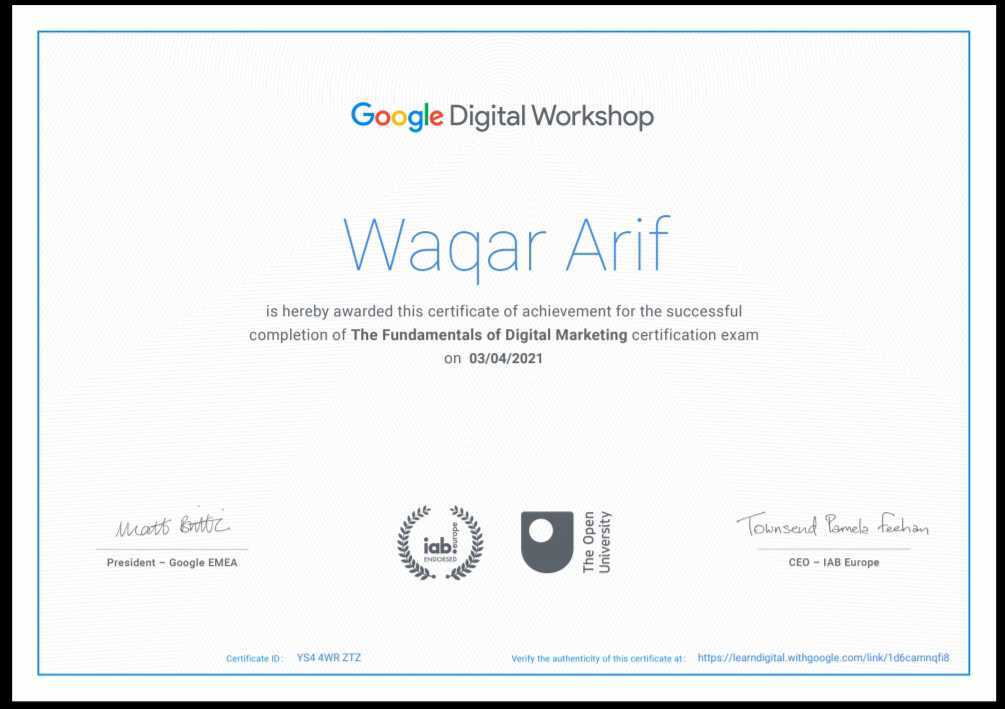 Google Digital Workshop
Waqar Arif
is hereby awarded this certificate of achievement for the successful
completion of The Fundamentals of Digital Marketing certification exam
on 03/04/2021
Matt Brittin
President – Google EMEA
iab europe
ENDORSED
The Open
University
Townsend Pamela Feehan
CEO – IAB Europe
Certificate ID : YS4 4WR ZTZ
Verify the authenticity of this certificate at : https://learndigital.withgoogle.com/link/1d6camnqfi8